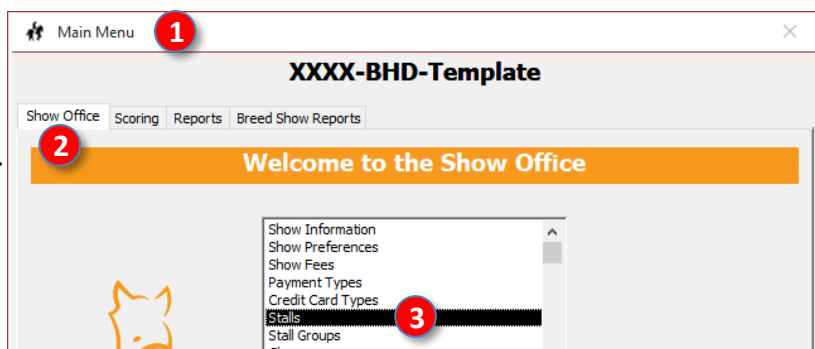 Main Menu 1
XXXX-BHD-Template
Show Office Scoring Reports Breed Show Reports
2
Welcome to the Show Office
Show Information
Show Preferences
Show Fees
Payment Types
Credit Card Types
Stalls 3
Stall Groups